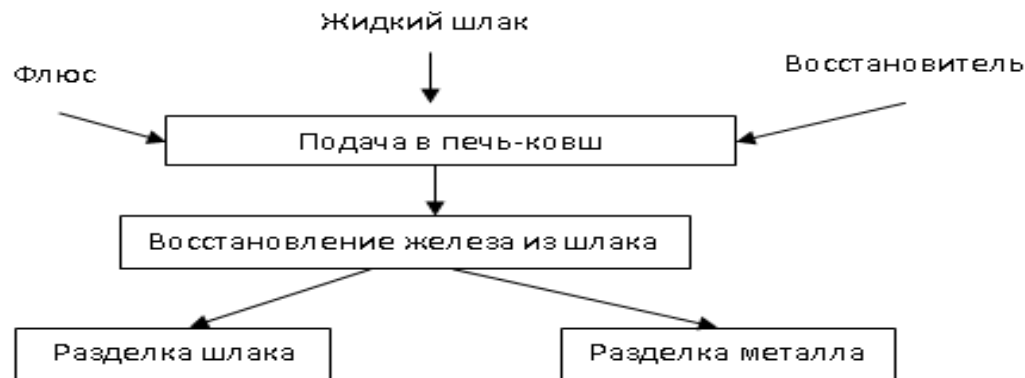 Жидкий шлак
Флюс
Восстановитель
Подача в печь-ковш
Восстановление железа из шлака
Разделка шлака
Разделка металла